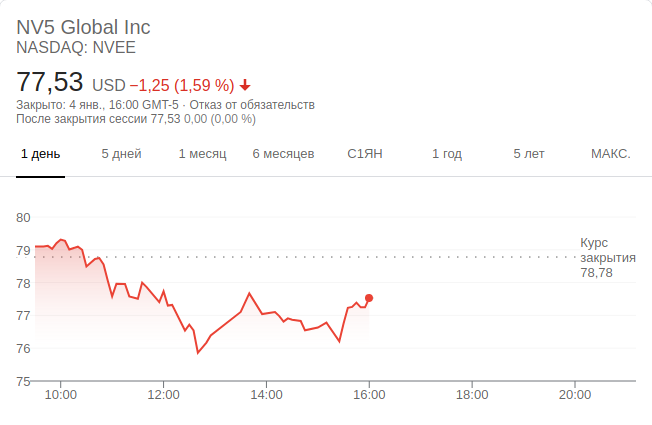 NV5 Global Inc
NASDAQ: NVEE
77,53 USD −1,25 (1,59 %)
Закрыто: 4 янв., 16:00 GMT-5 · Отказ от обязательств
После закрытия сессии 77,53 0,00 (0,00 %)
1 день 5 дней 1 месяц 6 месяцев С1ЯН 1 год 5 лет МАКС.
80
79
78
77
76
75
Курс
закрытия
78,78
10:00 12:00 14:00 16:00 18:00 20:00